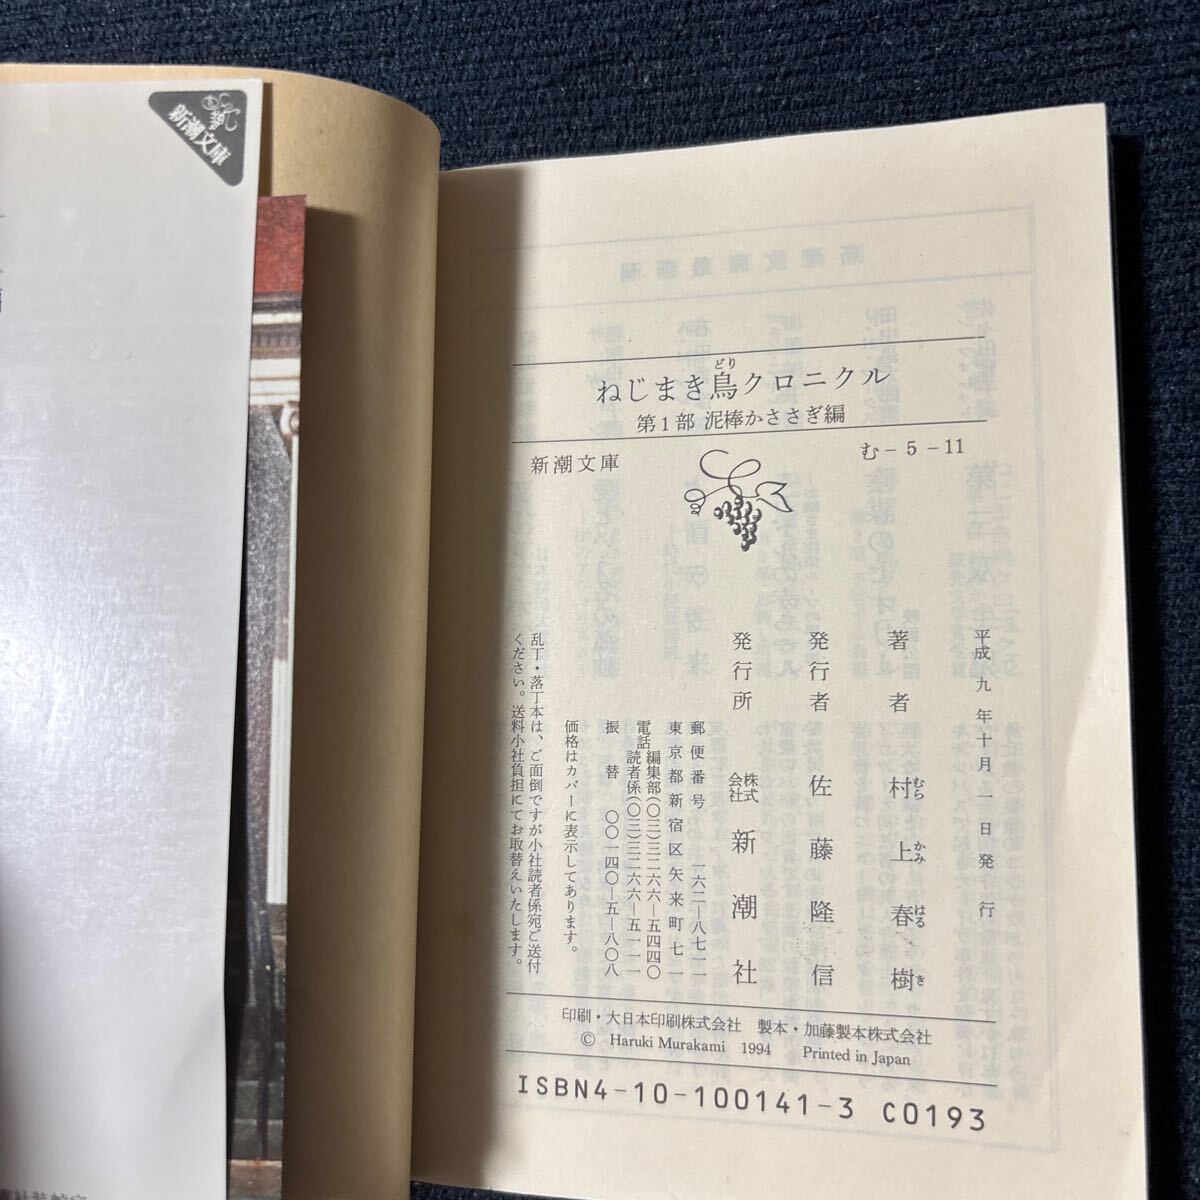 新潮文庫
ねじまき鳥クロニクル
どり
第1部 泥棒かささぎ編
新潮文庫
む-5-11
平成九年十月一日発行
著者 村上春樹
むら かみ はる き
発行者 佐藤隆信
発行所 株式会社 新潮社
郵便番号 一六二─八七一一
東京都新宿区矢来町七一
電話 編集部(〇三)三二六六─五四四〇
読者係(〇三)三二六六─五一一一
振替 〇〇一四〇─五─八〇八
価格はカバーに表示してあります。
乱丁・落丁本は、ご面倒ですが小社読者係宛ご送付
ください。送料小社負担にてお取替えいたします。
印刷・大日本印刷株式会社 製本・加藤製本株式会社
© Haruki Murakami 1994 Printed in Japan
ISBN4-10-100141-3 C0193